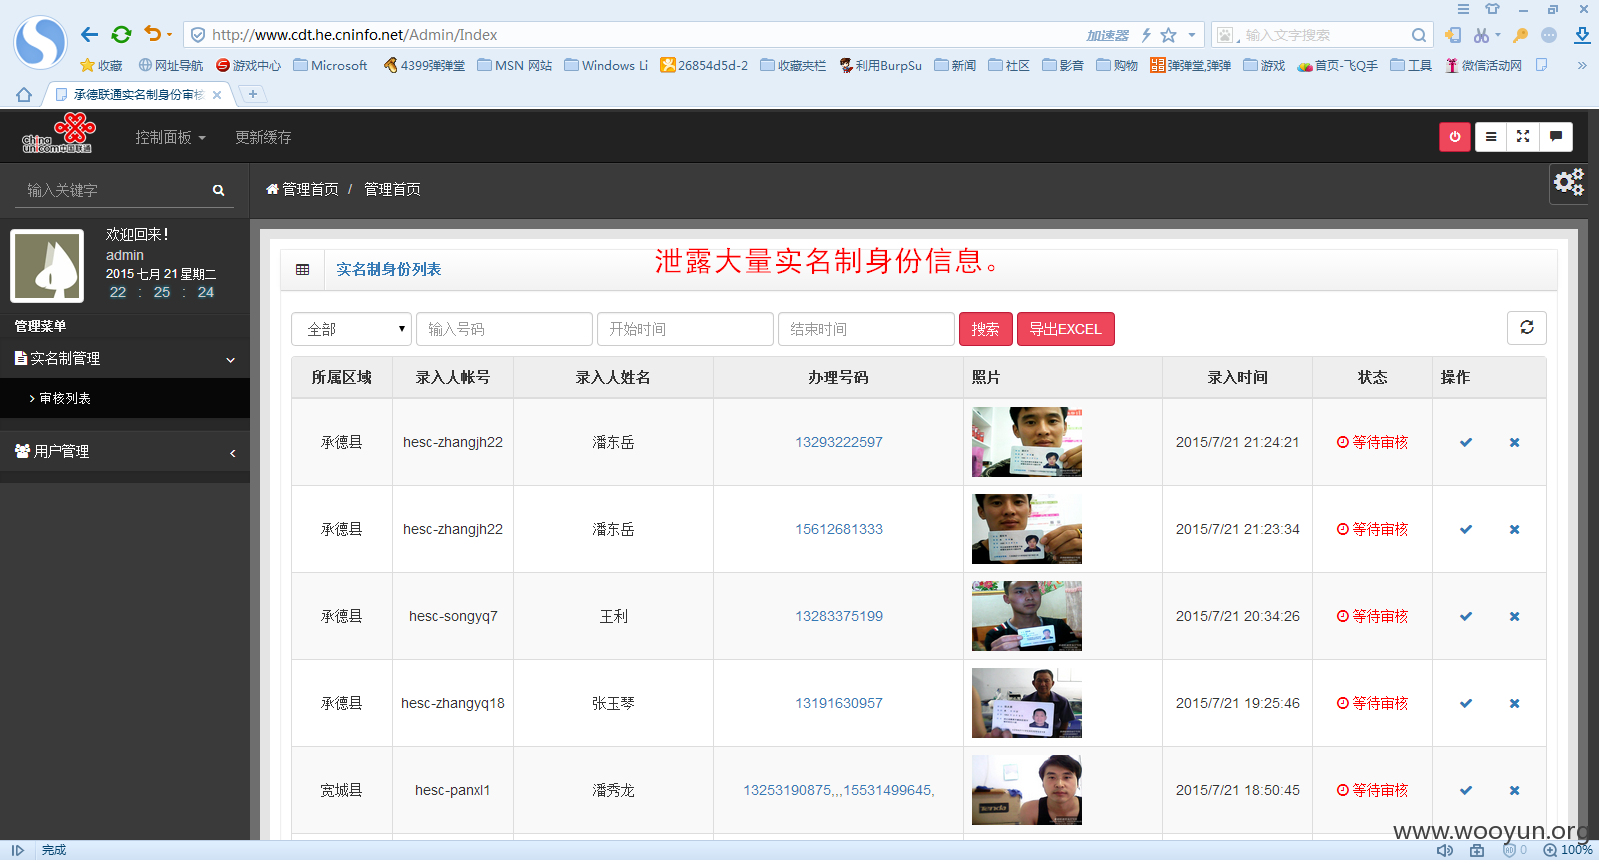 http://www.cdt.he.cninfo.net/Admin/Index
加速器
输入文字搜索
收藏 网址导航 游戏中心 Microsoft 4399弹弹堂 MSN 网站 Windows Li 26854d5d-2 收藏夹栏 利用BurpSu 新闻 社区 影音 购物 弹弹堂,弹弹 游戏 首页-飞Q手 工具 微信活动网
承德联通实名制身份审核
China unicom中国联通
控制面板 更新缓存
输入关键字
管理首页 / 管理首页
欢迎回来!
admin
2015 七月 21 星期二
22 : 25 : 24
管理菜单
实名制管理
审核列表
用户管理
实名制身份列表
泄露大量实名制身份信息。
全部 输入号码 开始时间 结束时间 搜索 导出EXCEL
所属区域 录入人帐号 录入人姓名 办理号码 照片 录入时间 状态 操作
承德县 hesc-zhangjh22 潘东岳 13293222597 2015/7/21 21:24:21 等待审核
承德县 hesc-zhangjh22 潘东岳 15612681333 2015/7/21 21:23:34 等待审核
承德县 hesc-songyq7 王利 13283375199 2015/7/21 20:34:26 等待审核
承德县 hesc-zhangyq18 张玉琴 13191630957 2015/7/21 19:25:46 等待审核
宽城县 hesc-panxl1 潘秀龙 13253190875,,,15531499645, 2015/7/21 18:50:45 等待审核
www.wooyun.org
完成
0
100%